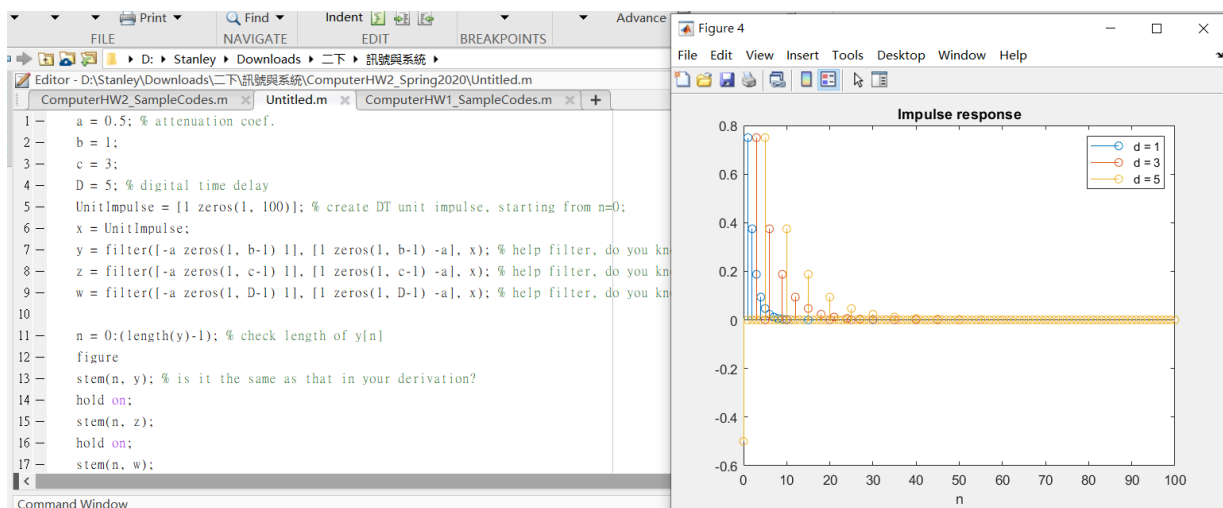 Print Find Indent Advance
FILE NAVIGATE EDIT BREAKPOINTS
D: Stanley Downloads 二下 訊號與系統
Editor - D:\Stanley\Downloads\二下\訊號與系統\ComputerHW2_Spring2020\Untitled.m
ComputerHW2_SampleCodes.m Untitled.m ComputerHW1_SampleCodes.m +
1 a = 0.5; % attenuation coef.
2 b = 1;
3 c = 3;
4 D = 5; % digital time delay
5 UnitImpulse = [1 zeros(1, 100)]; % create DT unit impulse, starting from n=0;
6 x = UnitImpulse;
7 y = filter([-a zeros(1, b-1) 1], [1 zeros(1, b-1) -a], x); % help filter, do you kn
8 z = filter([-a zeros(1, c-1) 1], [1 zeros(1, c-1) -a], x); % help filter, do you kn
9 w = filter([-a zeros(1, D-1) 1], [1 zeros(1, D-1) -a], x); % help filter, do you kn
10
11 n = 0:(length(y)-1); % check length of y[n]
12 figure
13 stem(n, y); % is it the same as that in your derivation?
14 hold on;
15 stem(n, z);
16 hold on;
17 stem(n, w);
Command Window
Figure 4
File Edit View Insert Tools Desktop Window Help
Impulse response
d = 1
d = 3
d = 5
0.8
0.6
0.4
0.2
0
-0.2
-0.4
-0.6
0 10 20 30 40 50 60 70 80 90 100
n